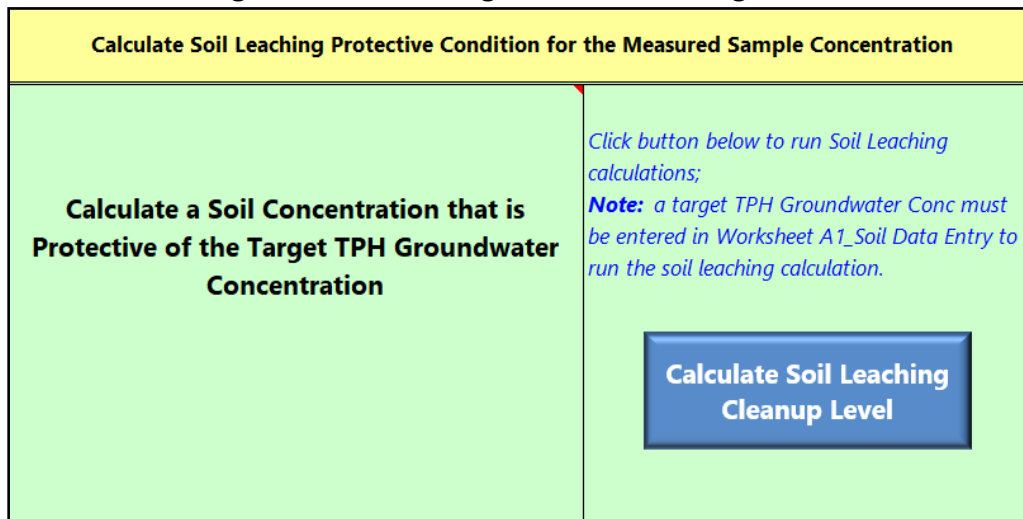 Calculate Soil Leaching Protective Condition for the Measured Sample Concentration
Calculate a Soil Concentration that is
Protective of the Target TPH Groundwater
Concentration
Click button below to run Soil Leaching
calculations;
Note: a target TPH Groundwater Conc must
be entered in Worksheet A1_Soil Data Entry to
run the soil leaching calculation.
Calculate Soil Leaching
Cleanup Level